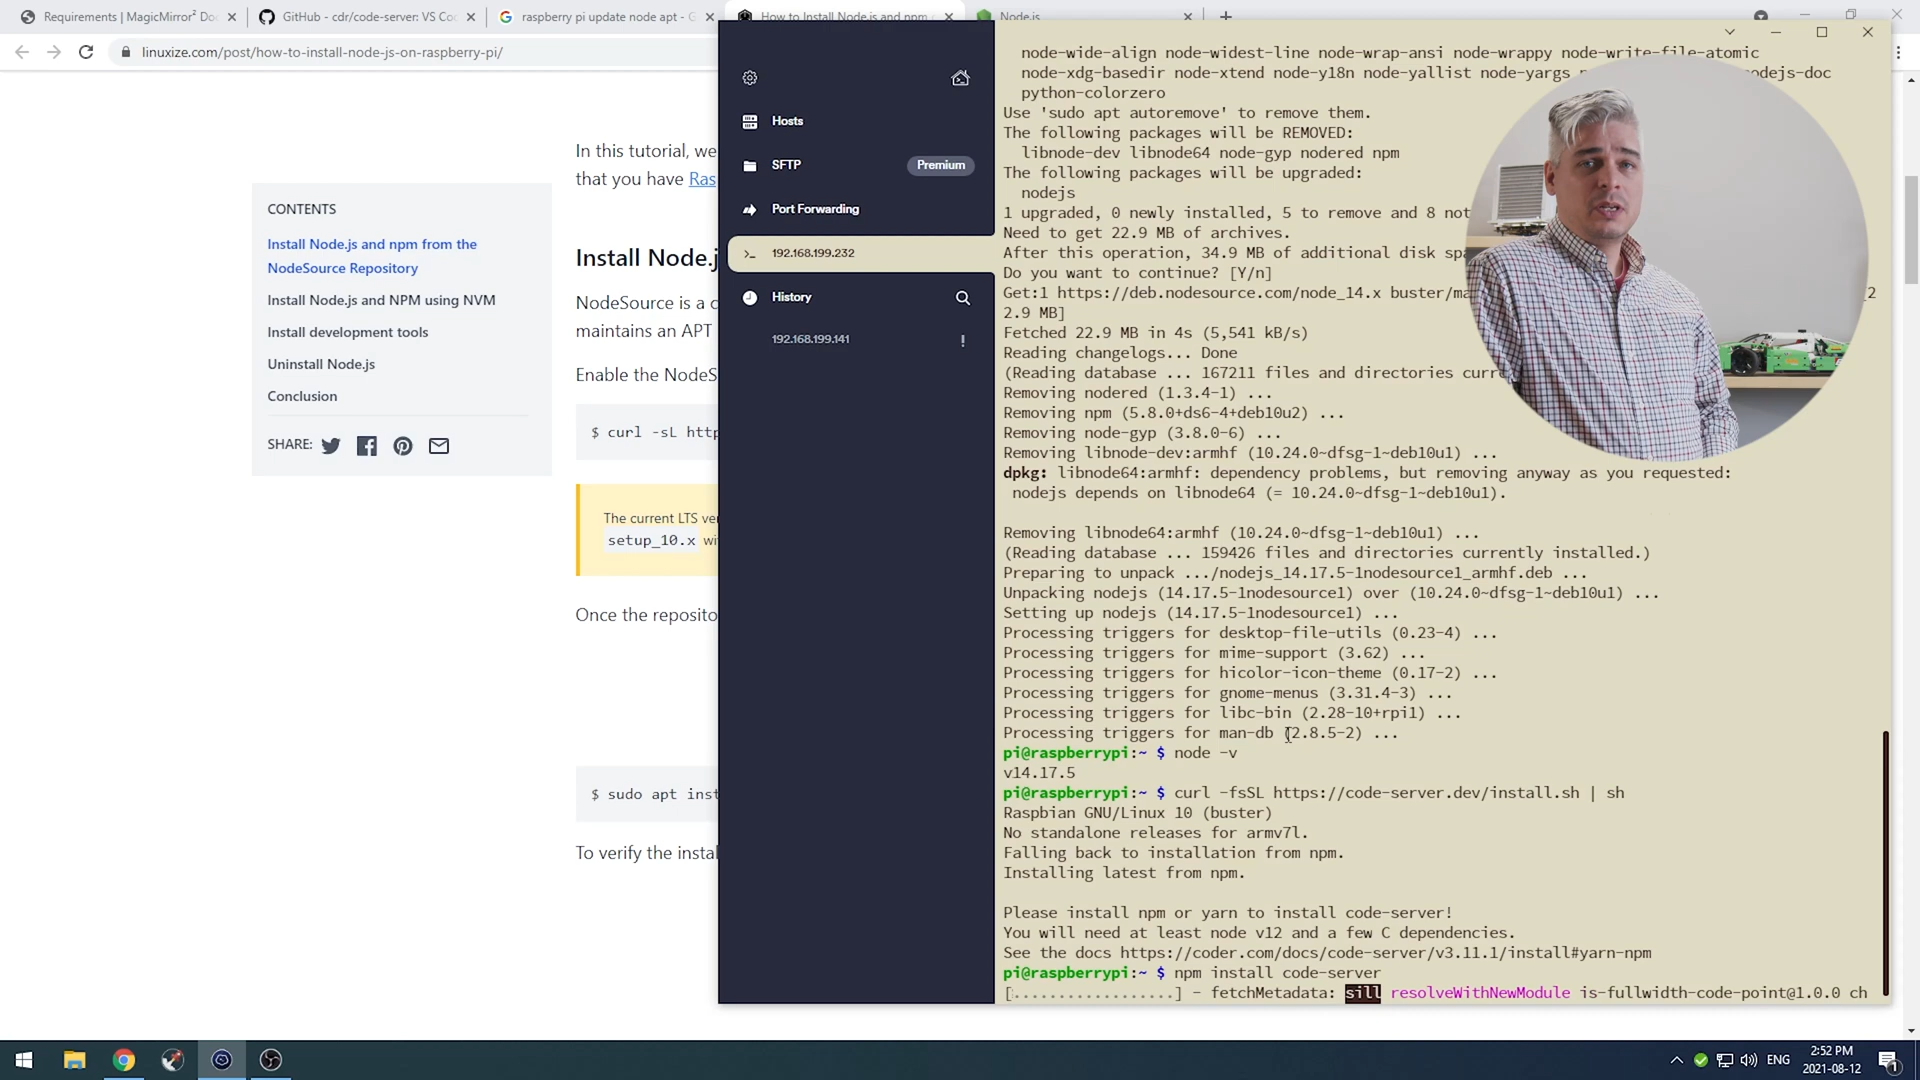 Requirements | MagicMirror² Doc
GitHub - cdr/code-server: VS Co
raspberry pi update node apt - G
How to Install Node.js and npm
Node.js
linuxize.com/post/how-to-install-node-js-on-raspberry-pi/
In this tutorial, we
that you have Ras
CONTENTS
Install Node.js and npm from the
NodeSource Repository
Install Node.js and NPM using NVM
Install development tools
Uninstall Node.js
Conclusion
SHARE:
Install Node.j
NodeSource is a c
maintains an APT
Enable the NodeS
$ curl -sL http
The current LTS ver
setup_10.x wi
Once the reposito
$ sudo apt inst
To verify the instal
Hosts
SFTP
Premium
Port Forwarding
192.168.199.232
History
192.168.199.141
node-wide-align node-widest-line node-wrap-ansi node-wrappy node-write-file-atomic
node-xdg-basedir node-xtend node-y18n node-yallist node-yargs nodejs-doc
python-colorzero
Use 'sudo apt autoremove' to remove them.
The following packages will be REMOVED:
libnode-dev libnode64 node-gyp nodered npm
The following packages will be upgraded:
nodejs
1 upgraded, 0 newly installed, 5 to remove and 8 not
Need to get 22.9 MB of archives.
After this operation, 34.9 MB of additional disk spa
Do you want to continue? [Y/n]
Get:1 https://deb.nodesource.com/node_14.x buster/ma _2
2.9 MB]
Fetched 22.9 MB in 4s (5,541 kB/s)
Reading changelogs... Done
(Reading database ... 167211 files and directories curr
Removing nodered (1.3.4-1) ...
Removing npm (5.8.0+ds6-4+deb10u2) ...
Removing node-gyp (3.8.0-6) ...
Removing libnode-dev:armhf (10.24.0~dfsg-1~deb10u1) ...
dpkg: libnode64:armhf: dependency problems, but removing anyway as you requested:
nodejs depends on libnode64 (= 10.24.0~dfsg-1~deb10u1).
Removing libnode64:armhf (10.24.0~dfsg-1~deb10u1) ...
(Reading database ... 159426 files and directories currently installed.)
Preparing to unpack .../nodejs_14.17.5-1nodesource1_armhf.deb ...
Unpacking nodejs (14.17.5-1nodesource1) over (10.24.0~dfsg-1~deb10u1) ...
Setting up nodejs (14.17.5-1nodesource1) ...
Processing triggers for desktop-file-utils (0.23-4) ...
Processing triggers for mime-support (3.62) ...
Processing triggers for hicolor-icon-theme (0.17-2) ...
Processing triggers for gnome-menus (3.31.4-3) ...
Processing triggers for libc-bin (2.28-10+rpi1) ...
Processing triggers for man-db (2.8.5-2) ...
pi@raspberrypi:~ $ node -v
v14.17.5
pi@raspberrypi:~ $ curl -fsSL https://code-server.dev/install.sh | sh
Raspbian GNU/Linux 10 (buster)
No standalone releases for armv7l.
Falling back to installation from npm.
Installing latest from npm.
Please install npm or yarn to install code-server!
You will need at least node v12 and a few C dependencies.
See the docs https://coder.com/docs/code-server/v3.11.1/install#yarn-npm
pi@raspberrypi:~ $ npm install code-server
[..................] - fetchMetadata: sill resolveWithNewModule is-fullwidth-code-point@1.0.0 ch
ENG
2:52 PM
2021-08-12
1